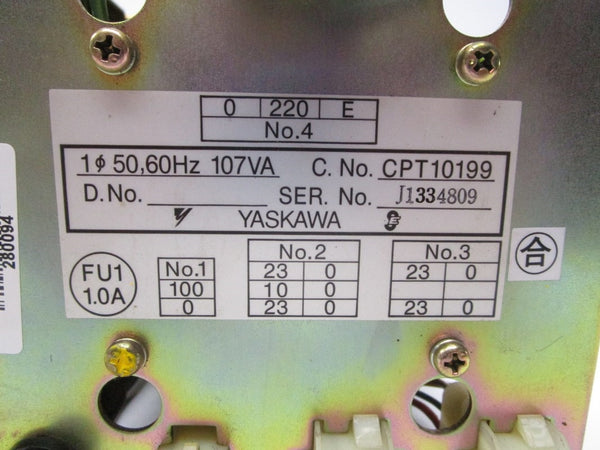 0 220 E
No.4
1φ 50,60Hz 107VA C. No. CPT10199
D. No. SER. No. J1334809
YASKAWA
FU1
1.0A
No.1
100
0
No.2
23 0
10 0
23 0
No.3
23 0
23 0
合
280094